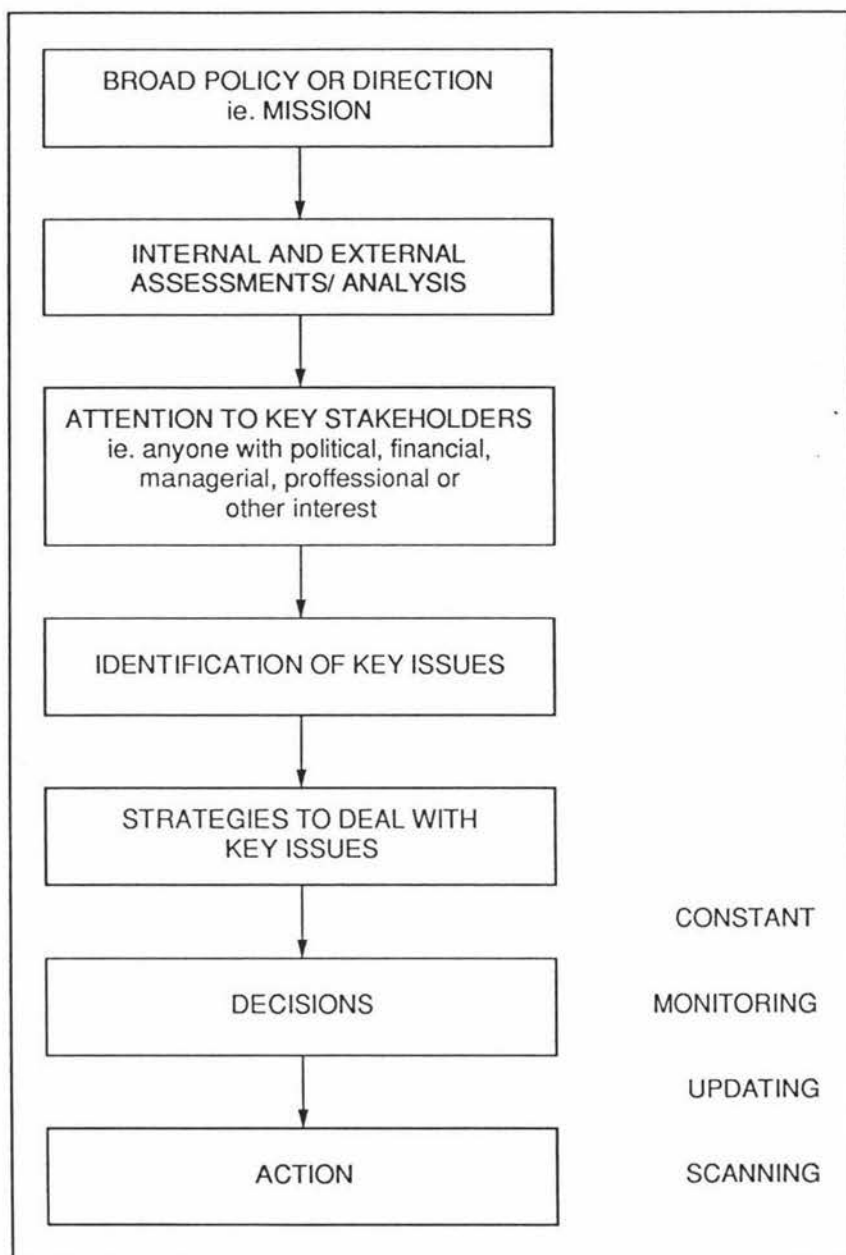 BROAD POLICY OR DIRECTION
ie. MISSION
INTERNAL AND EXTERNAL
ASSESSMENTS/ ANALYSIS
ATTENTION TO KEY STAKEHOLDERS
ie. anyone with political, financial,
managerial, proffessional or
other interest
IDENTIFICATION OF KEY ISSUES
STRATEGIES TO DEAL WITH
KEY ISSUES
CONSTANT
DECISIONS
MONITORING
UPDATING
ACTION
SCANNING